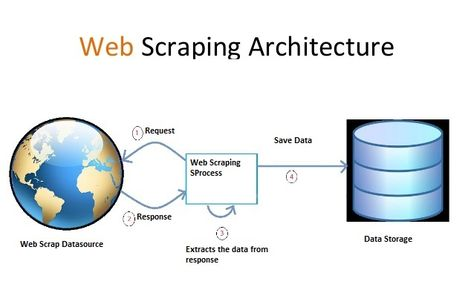 Web Scraping Architecture
1
Request
Save Data
Web Scraping
SProcess
4
2
Response
3
Web Scrap Datasource
Extracts the data from
response
Data Storage